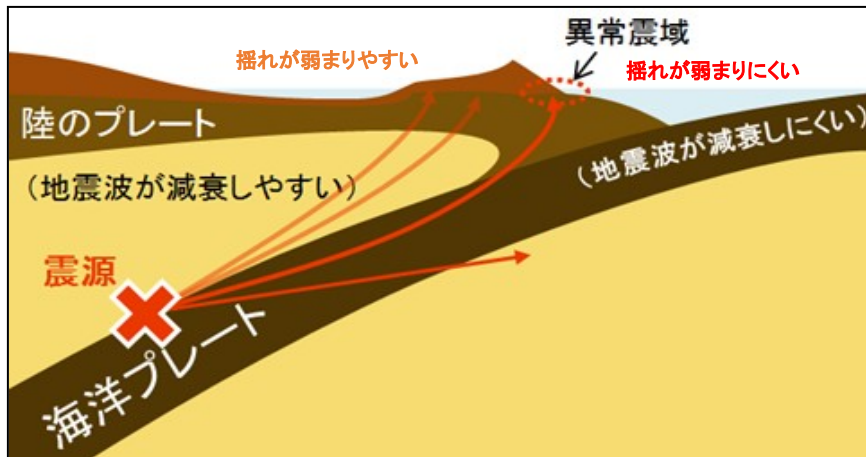 異常震域
揺れが弱まりやすい
揺れが弱まりにくい
陸のプレート
(地震波が減衰しにくい)
(地震波が減衰しやすい)
震源
海洋プレート